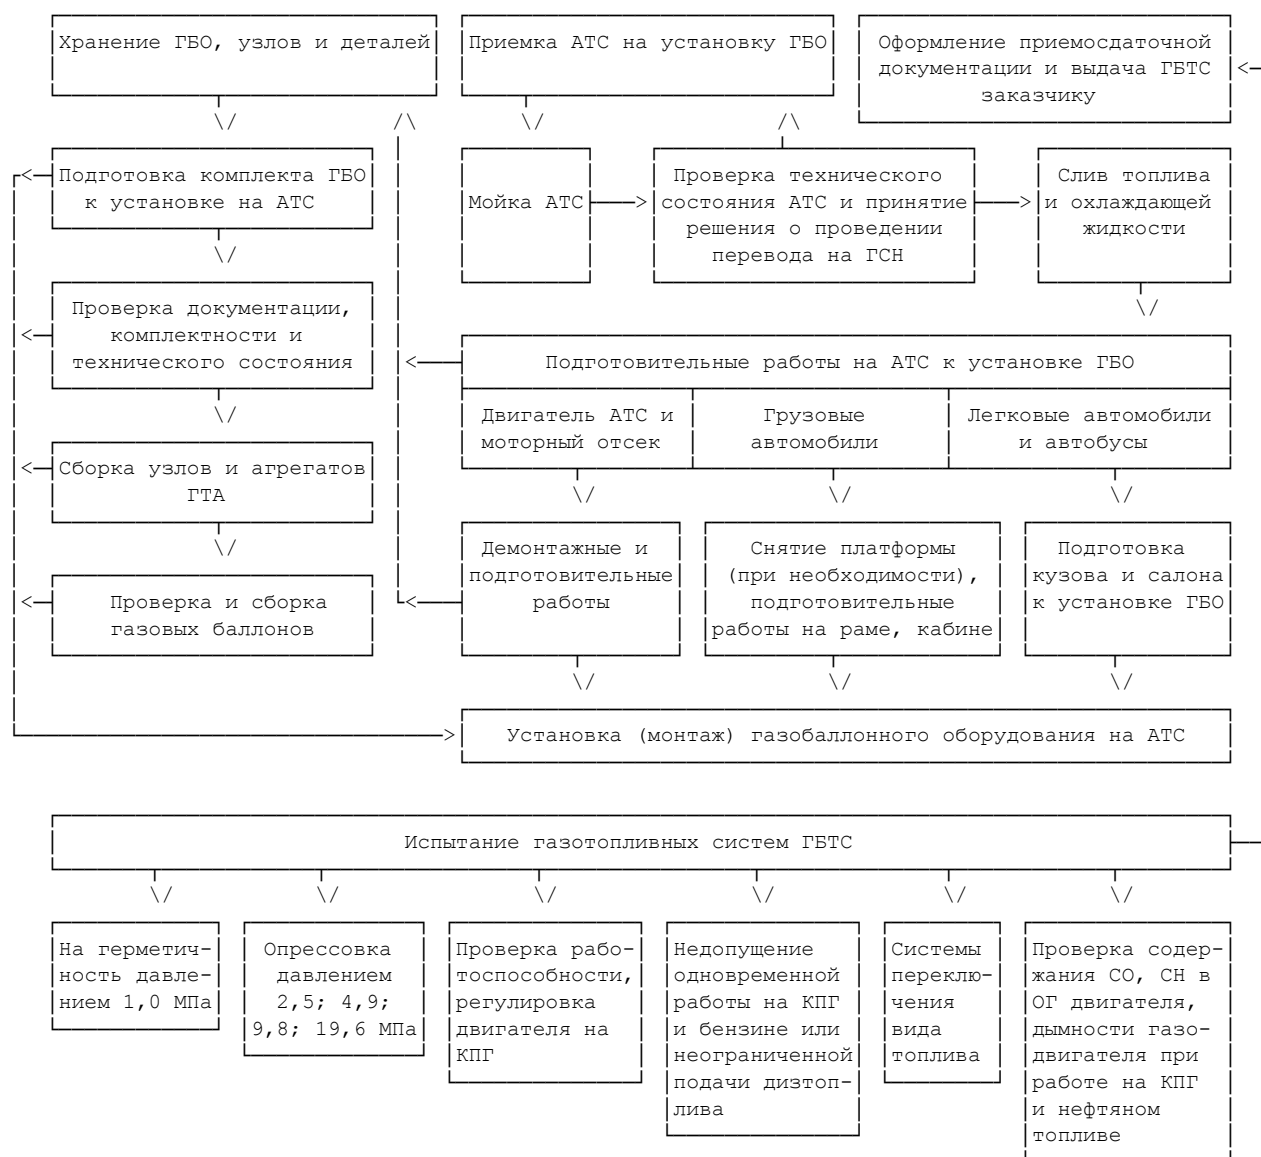 Хранение ГБО, узлов и деталей
Приемка АТС на установку ГБО
Оформление приемосдаточной
документации и выдача ГБТС
заказчику
Подготовка комплекта ГБО
к установке на АТС
Мойка АТС
Проверка технического
состояния АТС и принятие
решения о проведении
перевода на ГСН
Слив топлива
и охлаждающей
жидкости
Проверка документации,
комплектности и
технического состояния
Подготовительные работы на АТС к установке ГБО
Двигатель АТС и
моторный отсек
Грузовые
автомобили
Легковые автомобили
и автобусы
Сборка узлов и агрегатов
ГТА
Демонтажные и
подготовительные
работы
Снятие платформы
(при необходимости),
подготовительные
работы на раме, кабине
Подготовка
кузова и салона
к установке ГБО
Проверка и сборка
газовых баллонов
Установка (монтаж) газобаллонного оборудования на АТС
Испытание газотопливных систем ГБТС
На герметич-
ность давле-
нием 1,0 МПа
Опрессовка
давлением
2,5; 4,9;
9,8; 19,6 МПа
Проверка рабо-
тоспособности,
регулировка
двигателя на
КПГ
Недопущение
одновременной
работы на КПГ
и бензине или
неограниченной
подачи дизтоп-
лива
Системы
переклю-
чения
вида
топлива
Проверка содер-
жания СО, СН в
ОГ двигателя,
дымности газо-
двигателя при
работе на КПГ
и нефтяном
топливе